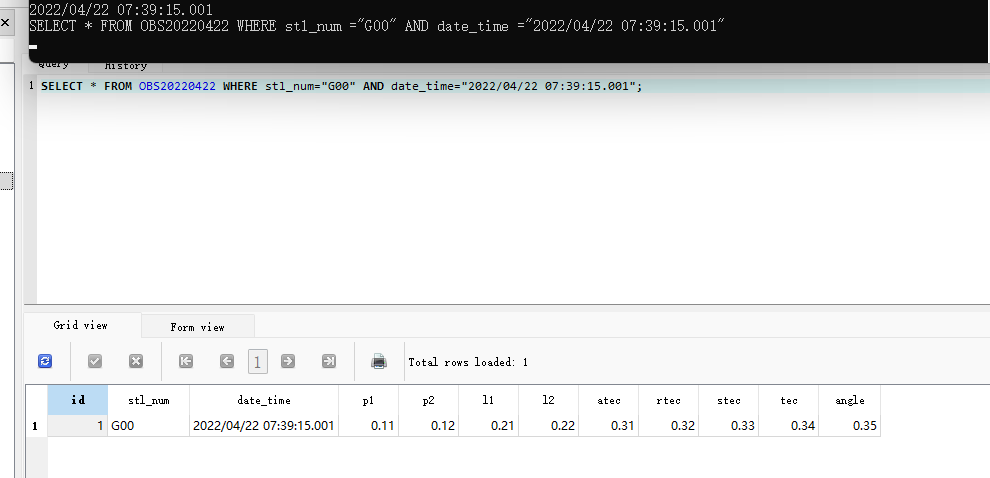 2022/04/22 07:39:15.001
SELECT * FROM OBS20220422 WHERE stl_num ="G00" AND date_time ="2022/04/22 07:39:15.001"
Query History
1 SELECT * FROM OBS20220422 WHERE stl_num="G00" AND date_time="2022/04/22 07:39:15.001";
Grid view Form view
1 Total rows loaded: 1
id stl_num date_time p1 p2 l1 l2 atec rtec stec tec angle
1 1 G00 2022/04/22 07:39:15.001 0.11 0.12 0.21 0.22 0.31 0.32 0.33 0.34 0.35